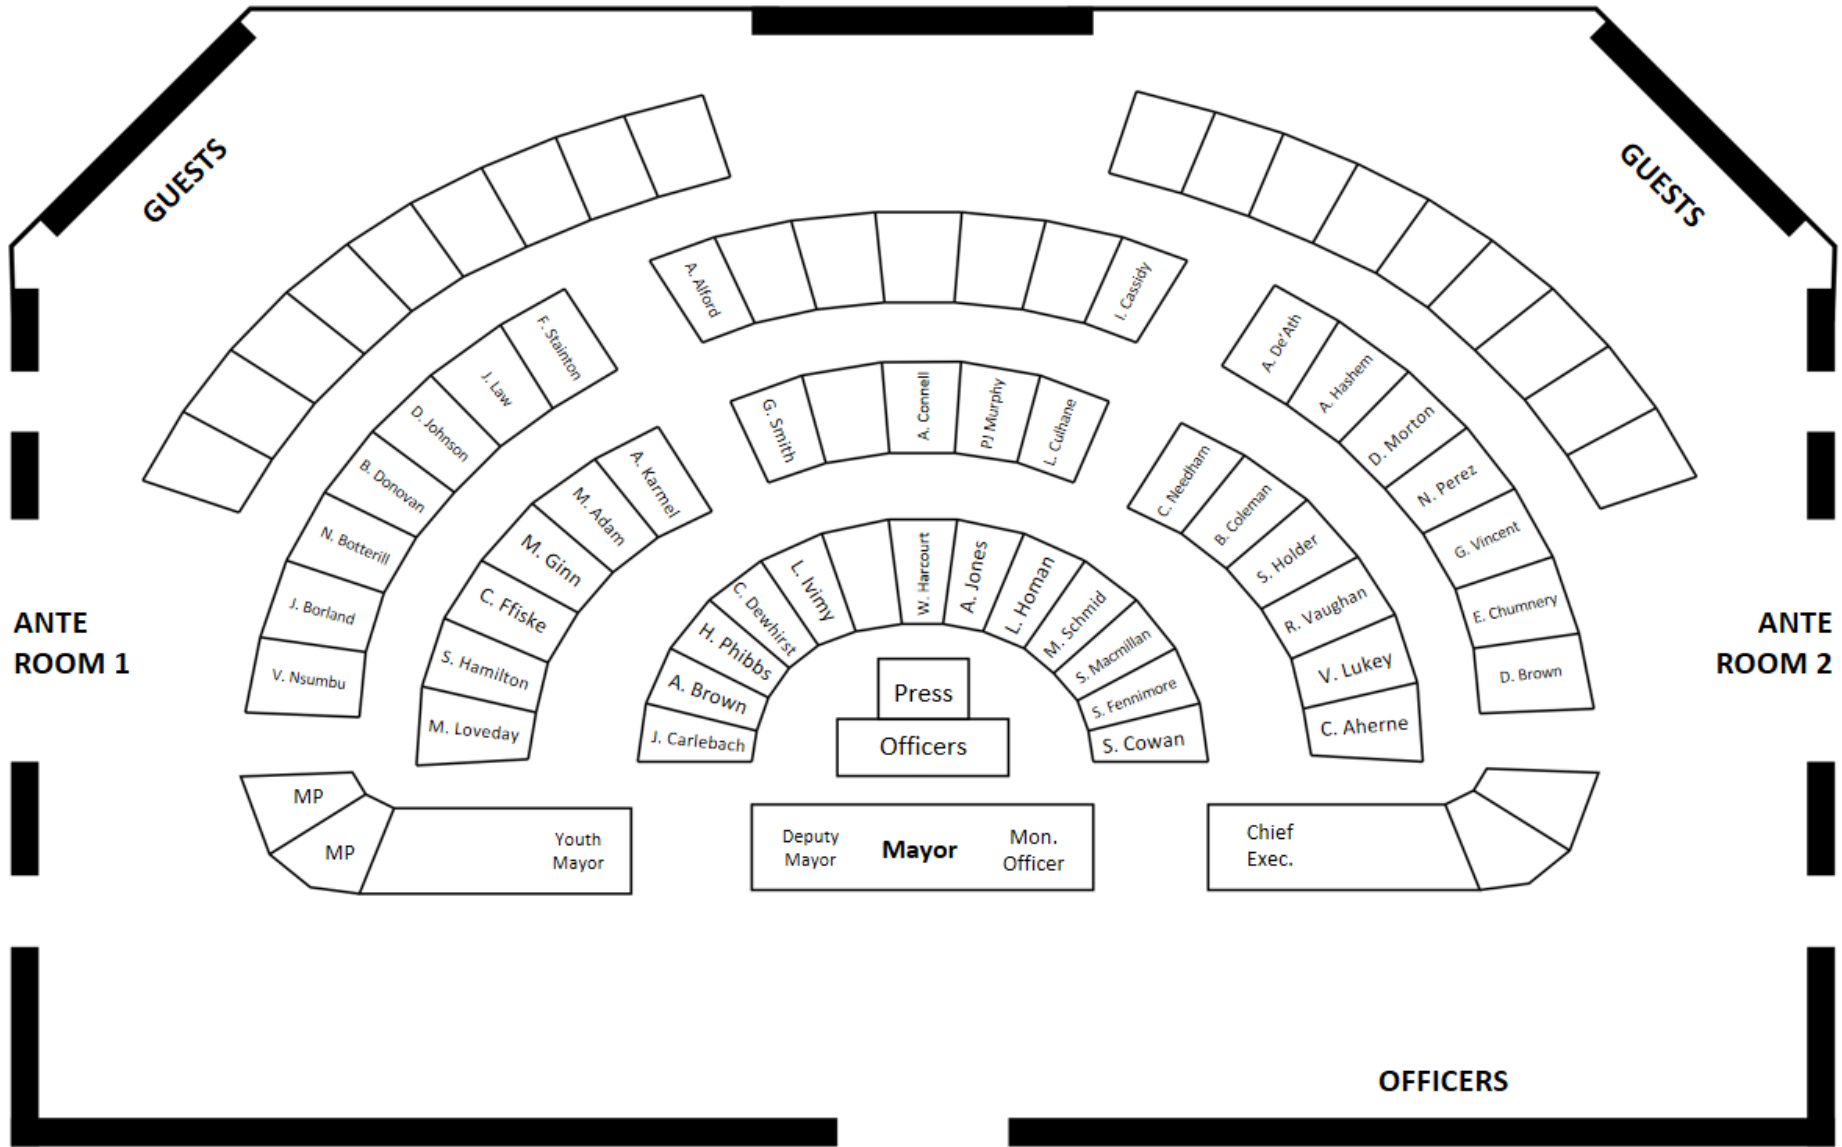 GUESTS
GUESTS
A. Alford
I. Cassidy
F. Stainton
J. Law
D. Johnson
B. Donovan
N. Botterill
J. Borland
V. Nsumbu
A. De'Ath
A. Hashem
D. Morton
N. Perez
G. Vincent
E. Chumnery
D. Brown
G. Smith
A. Connell
PJ Murphy
L. Culhane
A. Karmel
M. Adam
M. Ginn
C. Ffiske
S. Hamilton
M. Loveday
C. Needham
B. Coleman
S. Holder
R. Vaughan
V. Lukey
C. Aherne
J. Carlebach
A. Brown
H. Phibbs
C. Dewhirst
L. Ivimy
W. Harcourt
A. Jones
L. Homan
M. Schmid
S. Macmillan
S. Fennimore
S. Cowan
ANTE
ROOM 1
ANTE
ROOM 2
Press
Officers
MP
MP
Youth
Mayor
Deputy
Mayor
Mayor
Mon.
Officer
Chief
Exec.
OFFICERS